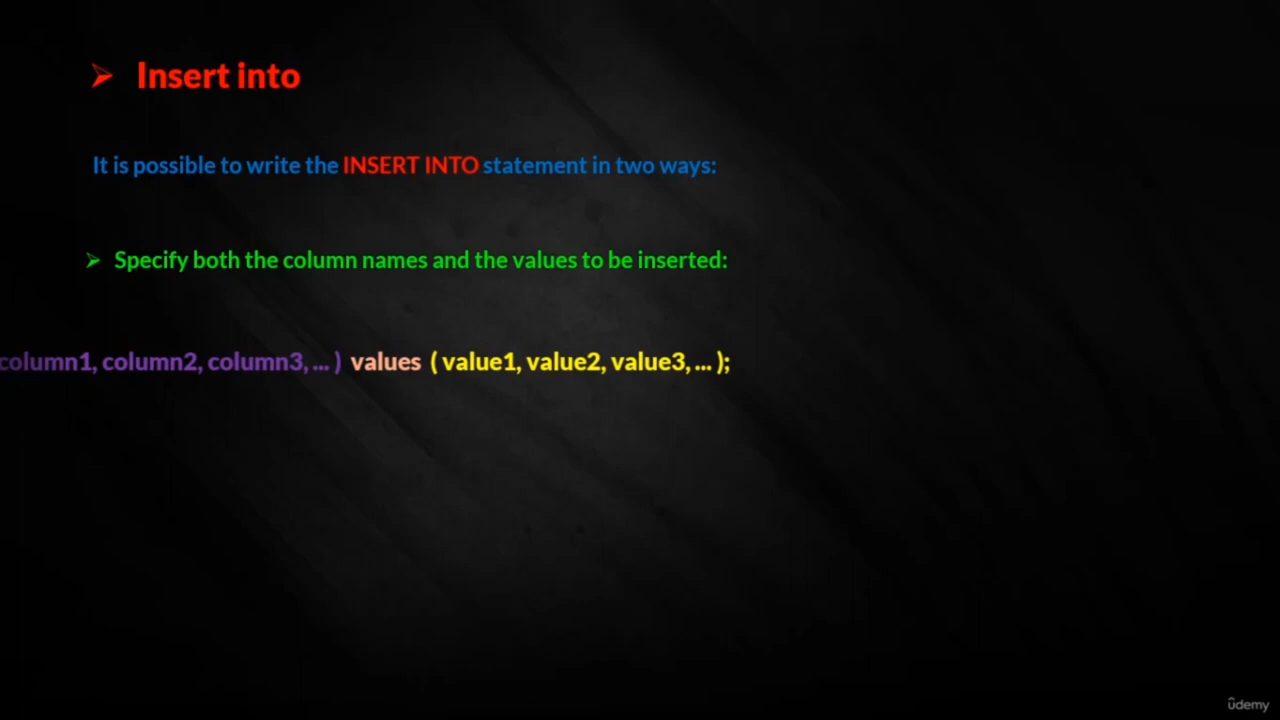 ➢ Insert into
It is possible to write the INSERT INTO statement in two ways:
➢ Specify both the column names and the values to be inserted:
column1, column2, column3, ... ) values ( value1, value2, value3, ... );
ûdemy